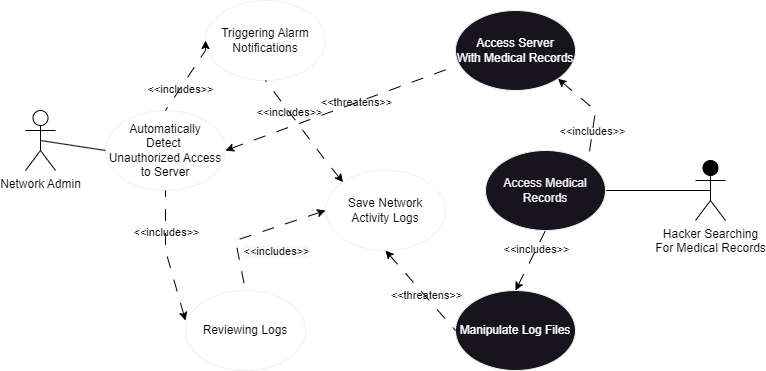 Triggering Alarm
Notifications
Access Server
With Medical Records
<<includes>>
<<threatens>>
<<includes>>
<<includes>>
Automatically
Detect
Unauthorized Access
to Server
Network Admin
Access Medical
Records
Save Network
Activity Logs
Hacker Searching
For Medical Records
<<includes>>
<<includes>>
<<includes>>
<<threatens>>
Reviewing Logs
Manipulate Log Files